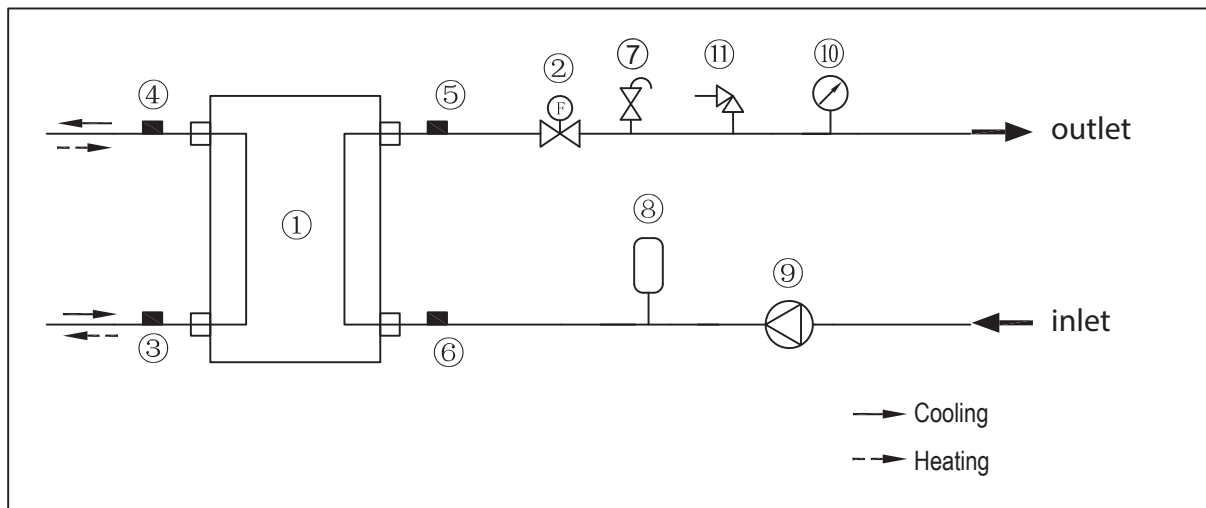 ④
⑤
②
F
⑦
⑪
⑩
outlet
①
⑧
⑨
③
⑥
inlet
Cooling
Heating